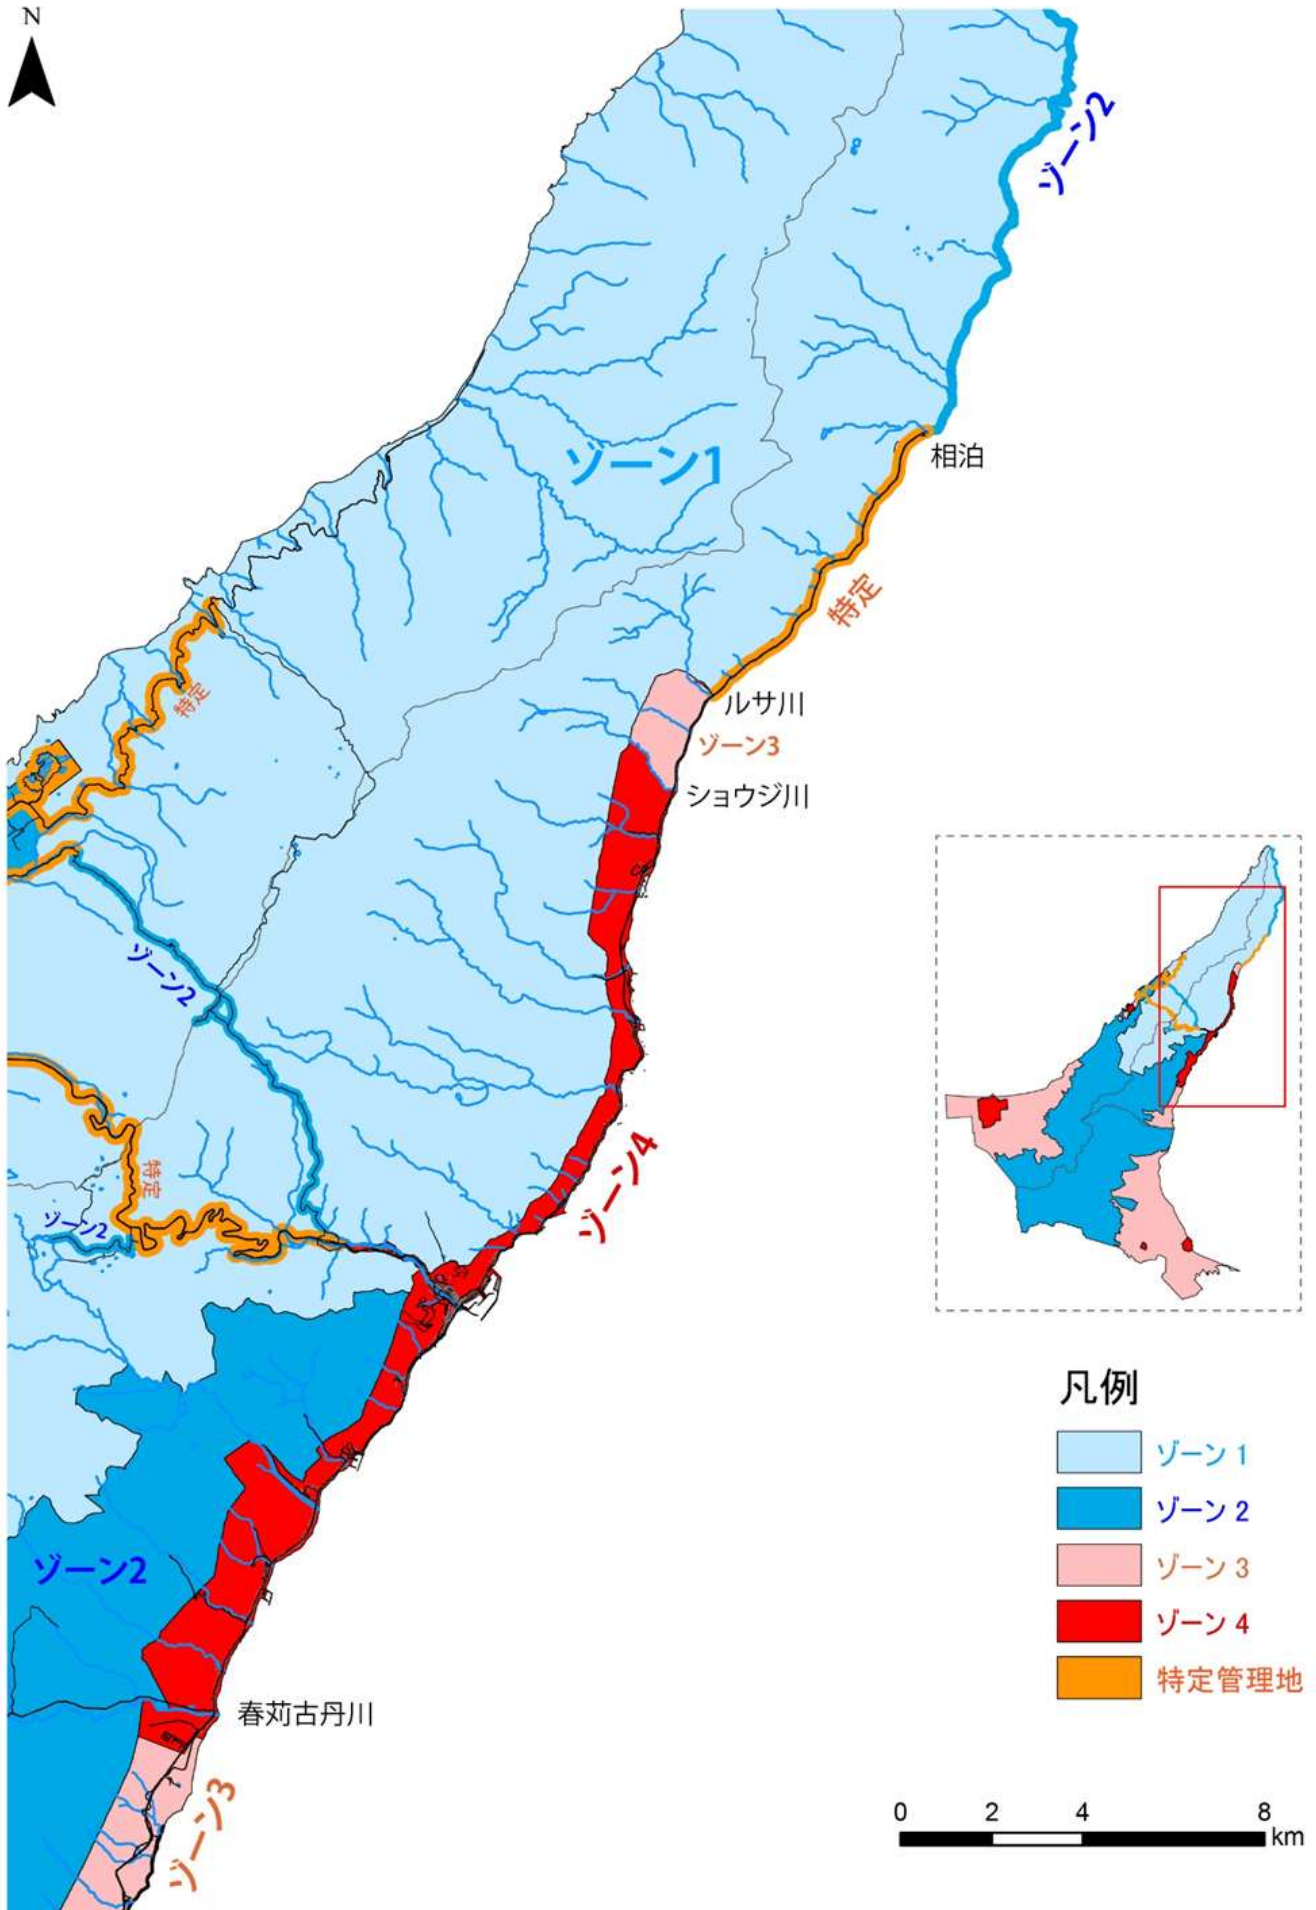 N
ゾーン2
ゾーン1
相泊
特定
特定
ルサ川
ゾーン3
ショウジ川
ゾーン2
ゾーン4
特定
ゾーン2
凡例
ゾーン 1
ゾーン 2
ゾーン 3
ゾーン 4
特定管理地
ゾーン2
春苅古丹川
ゾーン3
0 2 4 8
km